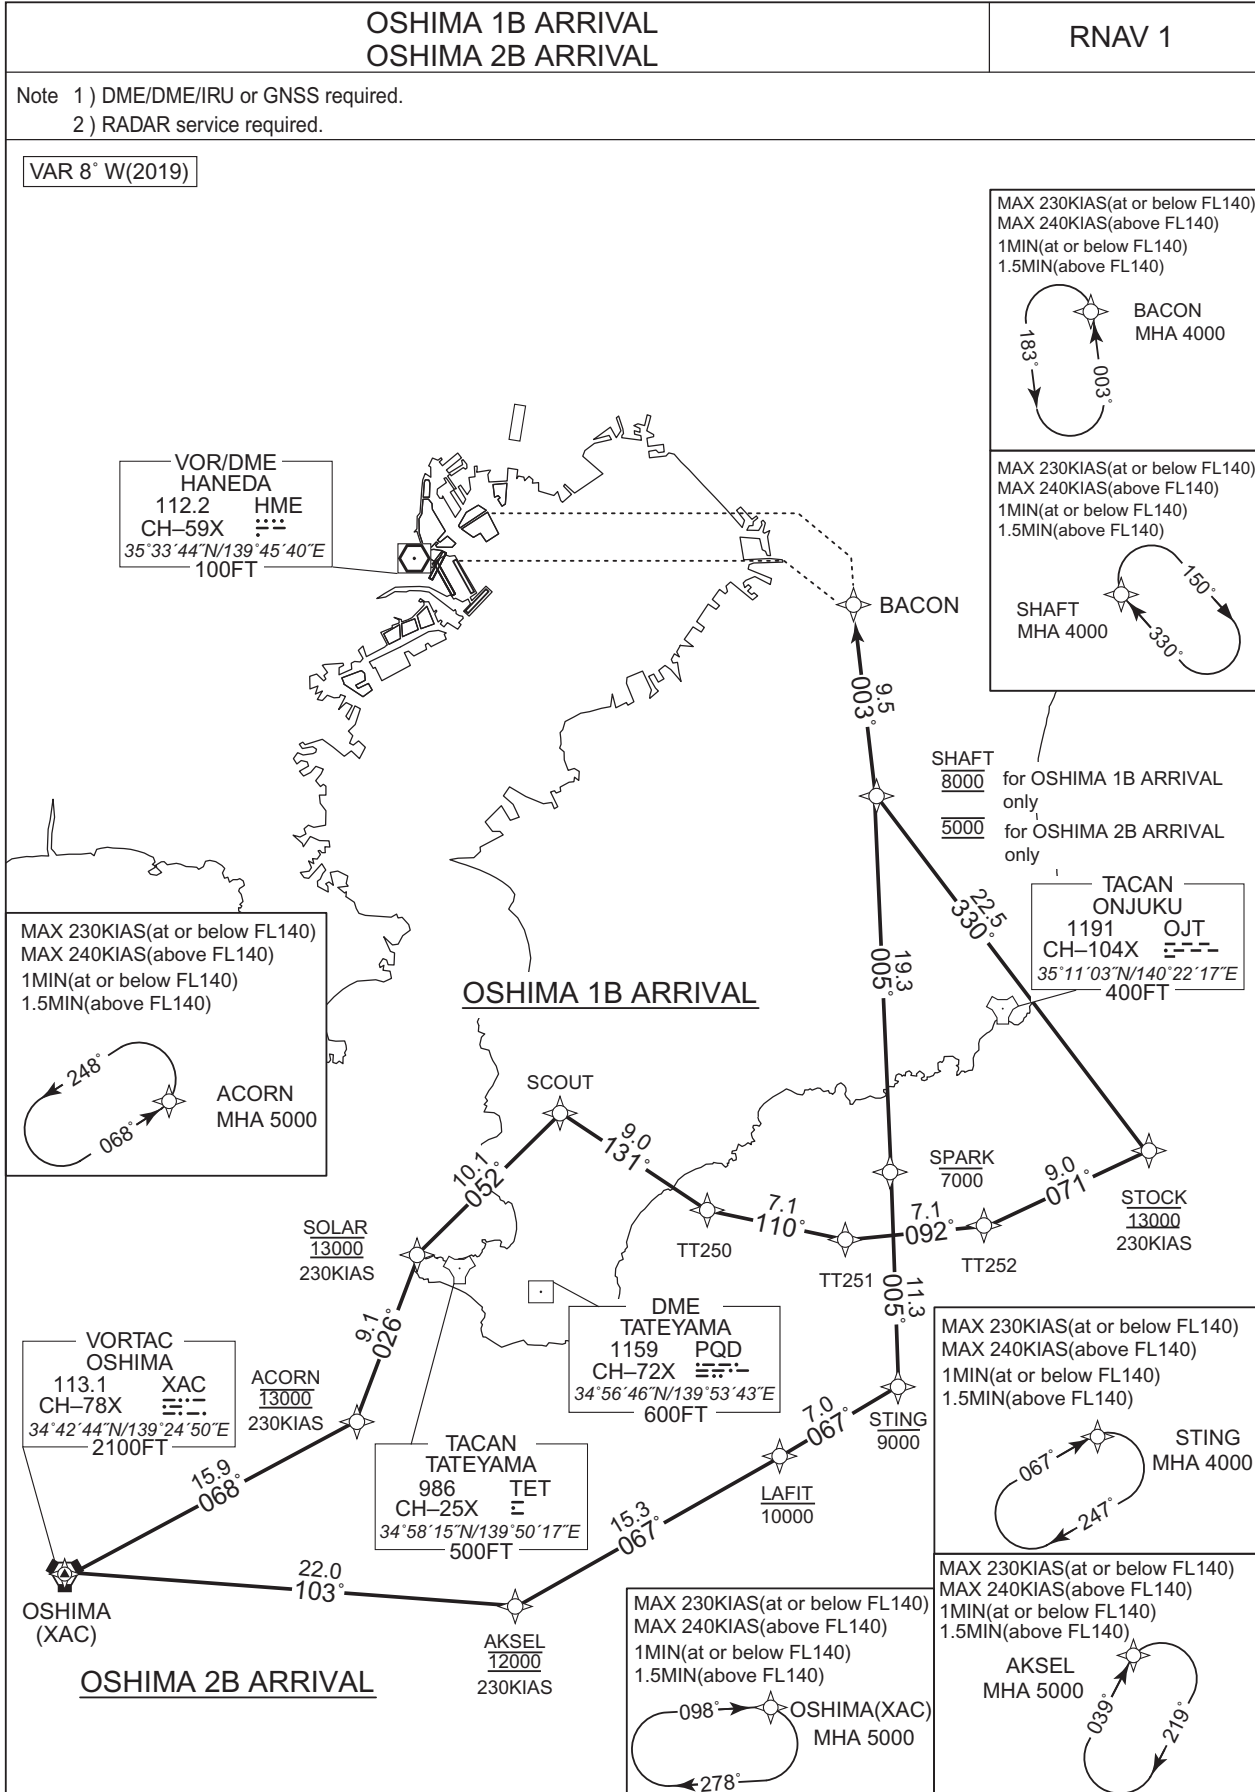 OSHIMA 1B ARRIVAL
OSHIMA 2B ARRIVAL
RNAV 1
Note 1 ) DME/DME/IRU or GNSS required.
2 ) RADAR service required.
VAR 8° W(2019)
MAX 230KIAS(at or below FL140)
MAX 240KIAS(above FL140)
1MIN(at or below FL140)
1.5MIN(above FL140)
BACON
MHA 4000
183°
003°
MAX 230KIAS(at or below FL140)
MAX 240KIAS(above FL140)
1MIN(at or below FL140)
1.5MIN(above FL140)
SHAFT
MHA 4000
150°
330°
VOR/DME
HANEDA
112.2 HME
CH–59X
35°33´44˝N/139°45´40˝E
100FT
BACON
9.5
003°
SHAFT
8000 for OSHIMA 1B ARRIVAL
only
5000 for OSHIMA 2B ARRIVAL
only
22.5
330°
TACAN
ONJUKU
1191 OJT
CH–104X
35°11´03˝N/140°22´17˝E
400FT
MAX 230KIAS(at or below FL140)
MAX 240KIAS(above FL140)
1MIN(at or below FL140)
1.5MIN(above FL140)
248°
068°
ACORN
MHA 5000
19.3
005°
OSHIMA 1B ARRIVAL
SCOUT
9.0
131°
10.1
052°
SPARK
7000
9.0
071°
STOCK
13000
230KIAS
7.1
110°
7.1
092°
TT250
TT251
TT252
SOLAR
13000
230KIAS
11.3
005°
9.1
026°
DME
TATEYAMA
1159 PQD
CH–72X
34°56´46˝N/139°53´43˝E
600FT
VORTAC
OSHIMA
113.1 XAC
CH–78X
34°42´44˝N/139°24´50˝E
2100FT
ACORN
13000
230KIAS
STING
9000
7.0
067°
MAX 230KIAS(at or below FL140)
MAX 240KIAS(above FL140)
1MIN(at or below FL140)
1.5MIN(above FL140)
STING
MHA 4000
067°
247°
TACAN
TATEYAMA
986 TET
CH–25X
34°58´15˝N/139°50´17˝E
500FT
LAFIT
10000
15.9
068°
15.3
067°
22.0
103°
OSHIMA
(XAC)
AKSEL
12000
230KIAS
OSHIMA 2B ARRIVAL
MAX 230KIAS(at or below FL140)
MAX 240KIAS(above FL140)
1MIN(at or below FL140)
1.5MIN(above FL140)
098°
278°
OSHIMA(XAC)
MHA 5000
MAX 230KIAS(at or below FL140)
MAX 240KIAS(above FL140)
1MIN(at or below FL140)
1.5MIN(above FL140)
AKSEL
MHA 5000
039°
219°